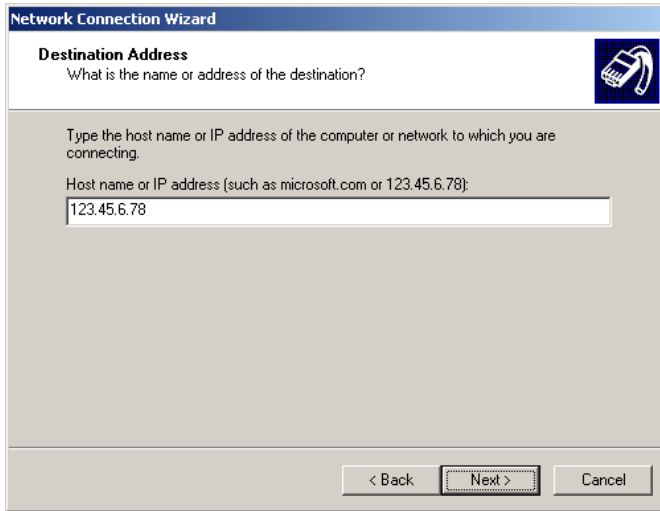 Network Connection Wizard
Destination Address
What is the name or address of the destination?
Type the host name or IP address of the computer or network to which you are
connecting.
Host name or IP address (such as microsoft.com or 123.45.6.78):
123.45.6.78
< Back Next > Cancel